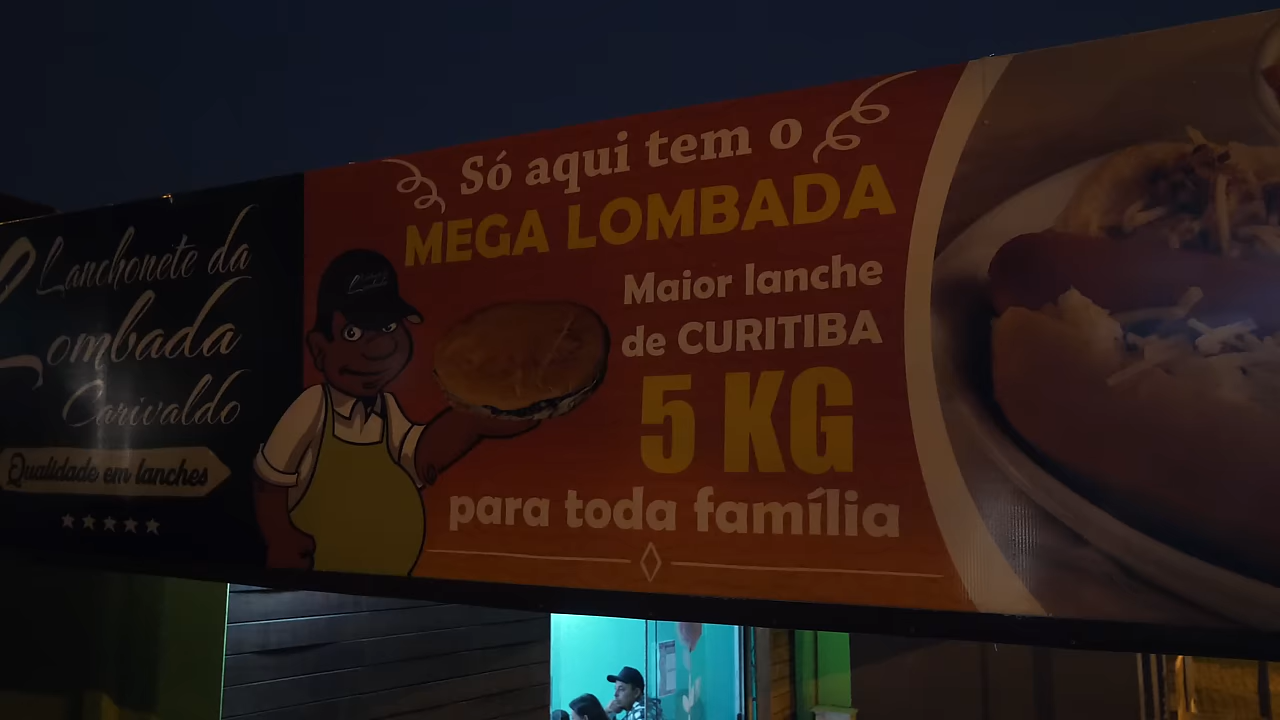 Lanchonete da
Lombada
Carivaldo
Qualidade em lanches
Só aqui tem o
MEGA LOMBADA
Maior lanche
de CURITIBA
5 KG
para toda família